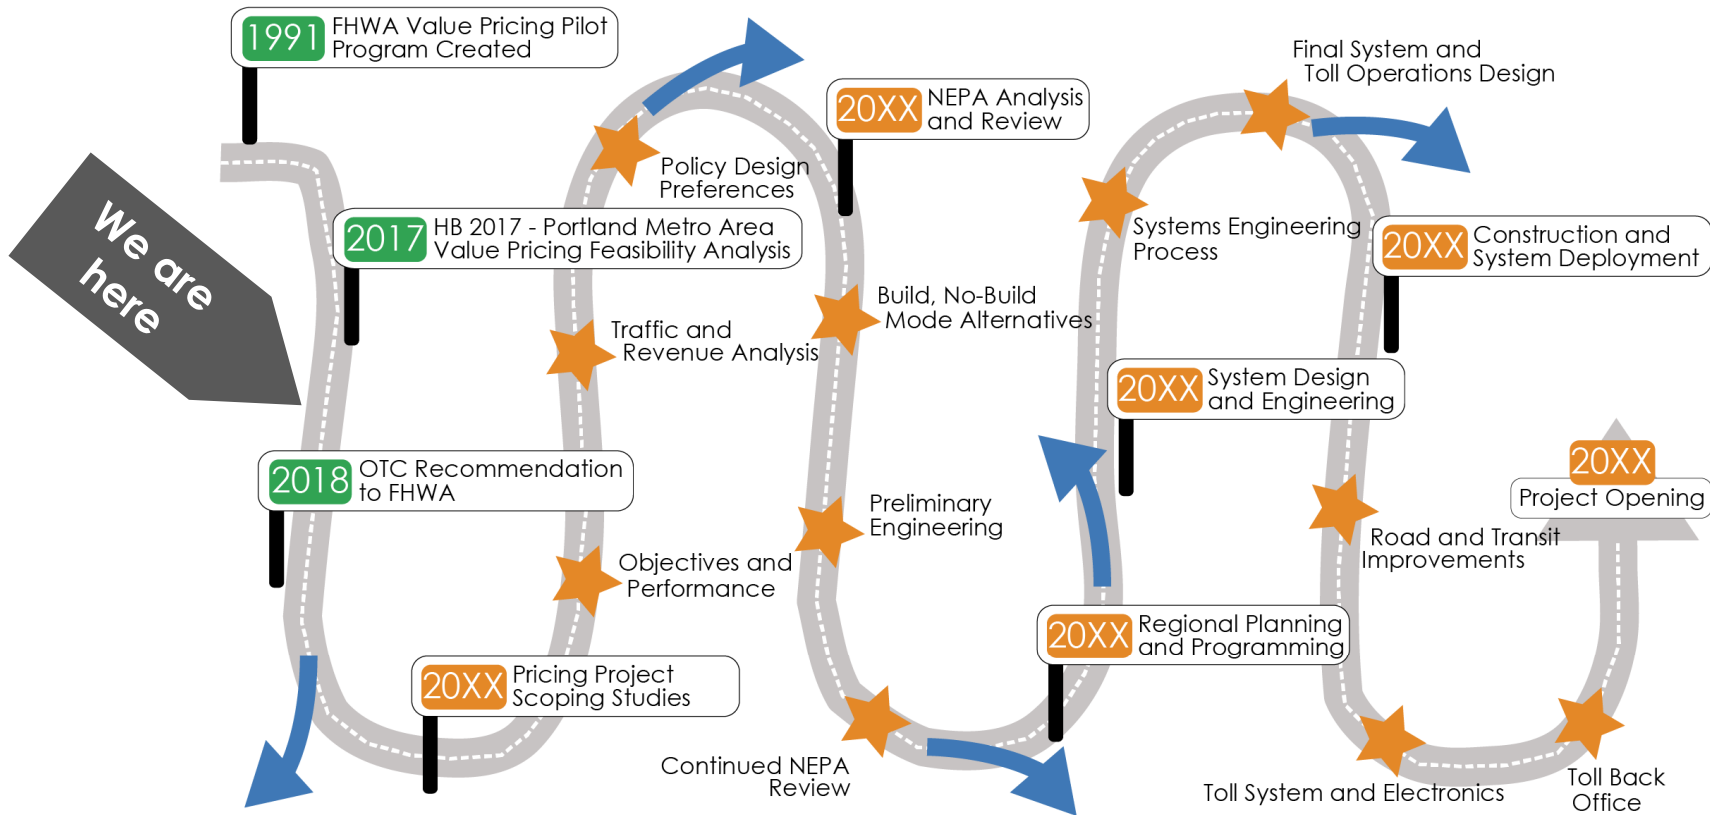 1991
FHWA Value Pricing Pilot
Program Created
We are
here
2017
HB 2017 - Portland Metro Area
Value Pricing Feasibility Analysis
2018
OTC Recommendation
to FHWA
20XX
Pricing Project
Scoping Studies
Objectives and
Performance
Traffic and
Revenue Analysis
Policy Design
Preferences
20XX
NEPA Analysis
and Review
Build, No-Build
Mode Alternatives
Preliminary
Engineering
Continued NEPA
Review
20XX
Regional Planning
and Programming
20XX
System Design
and Engineering
Systems Engineering
Process
Final System and
Toll Operations Design
20XX
Construction and
System Deployment
Road and Transit
Improvements
Toll System and Electronics
Toll Back
Office
20XX
Project Opening